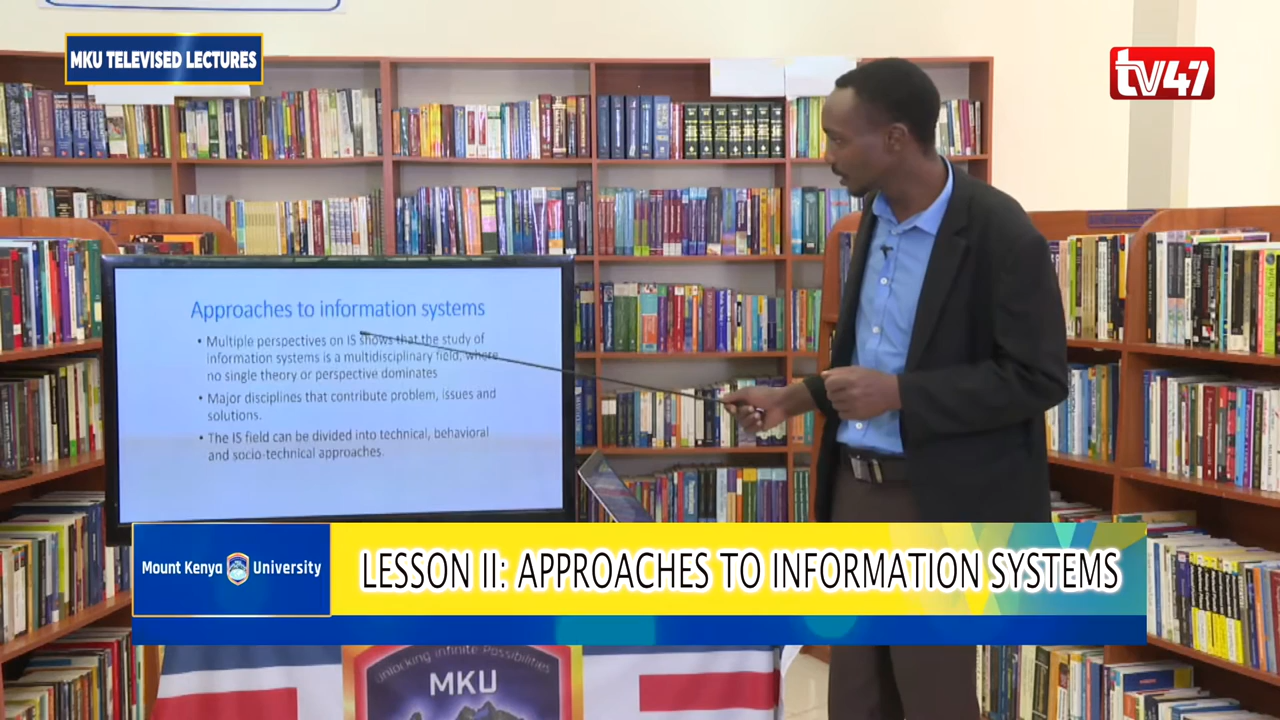 MKU TELEVISED LECTURES
tv47
Approaches to information systems
• Multiple perspectives on IS shows that the study of
information systems is a multidisciplinary field, where
no single theory or perspective dominates
• Major disciplines that contribute problem, issues and
solutions.
• The IS field can be divided into technical, behavioral
and socio-technical approaches.
Mount Kenya University
LESSON II: APPROACHES TO INFORMATION SYSTEMS
Unlocking Infinite Possibilities
MKU